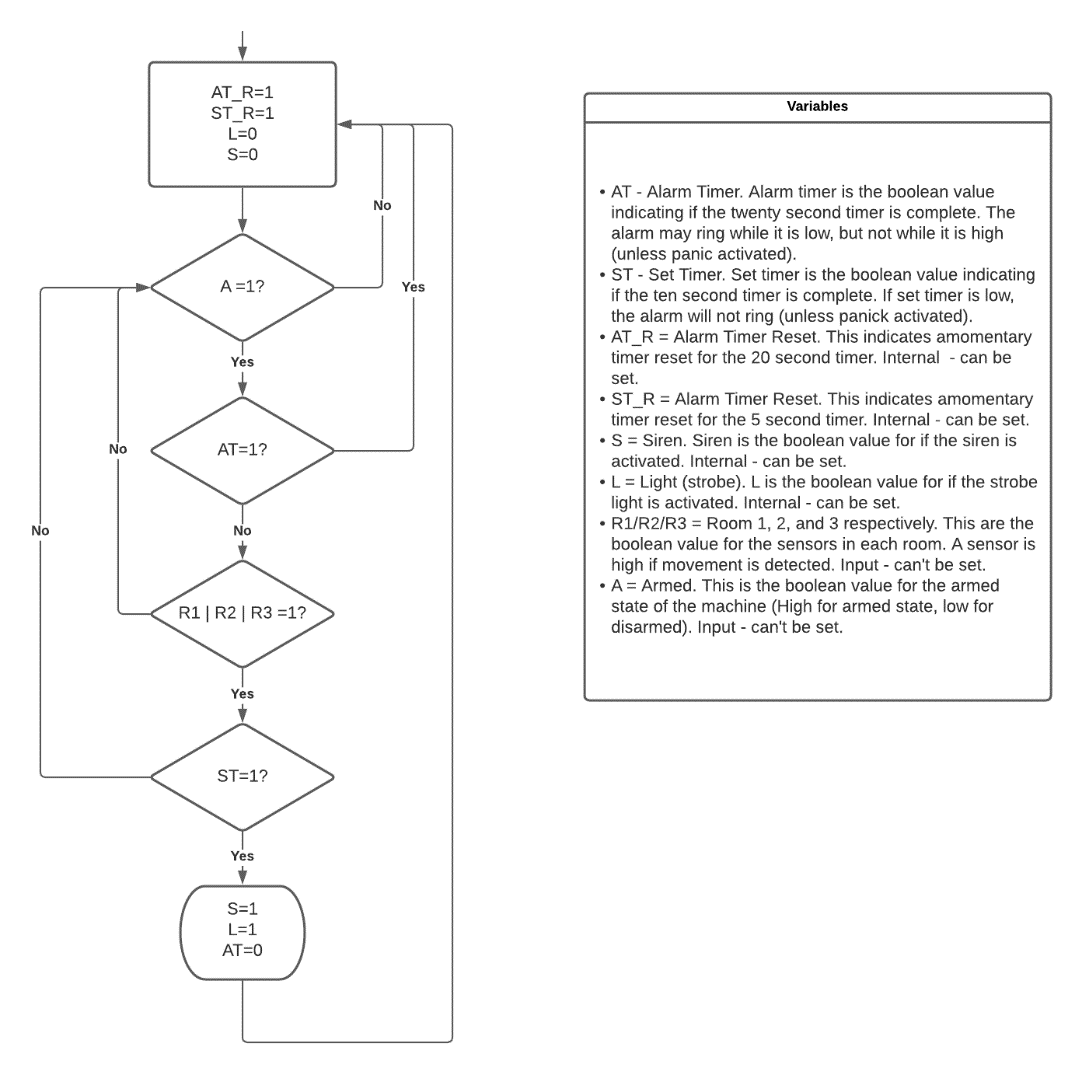 AT_R=1
ST_R=1
L=0
S=0
No
A =1?
Yes
Yes
AT=1?
No
No
No
R1 | R2 | R3 =1?
Yes
ST=1?
Yes
S=1
L=1
AT=0
Variables
• AT - Alarm Timer. Alarm timer is the boolean value
indicating if the twenty second timer is complete. The
alarm may ring while it is low, but not while it is high
(unless panic activated).
• ST - Set Timer. Set timer is the boolean value indicating
if the ten second timer is complete. If set timer is low,
the alarm will not ring (unless panick activated).
• AT_R = Alarm Timer Reset. This indicates amomentary
timer reset for the 20 second timer. Internal - can be
set.
• ST_R = Alarm Timer Reset. This indicates amomentary
timer reset for the 5 second timer. Internal - can be set.
• S = Siren. Siren is the boolean value for if the siren is
activated. Internal - can be set.
• L = Light (strobe). L is the boolean value for if the strobe
light is activated. Internal - can be set.
• R1/R2/R3 = Room 1, 2, and 3 respectively. This are the
boolean value for the sensors in each room. A sensor is
high if movement is detected. Input - can't be set.
• A = Armed. This is the boolean value for the armed
state of the machine (High for armed state, low for
disarmed). Input - can't be set.